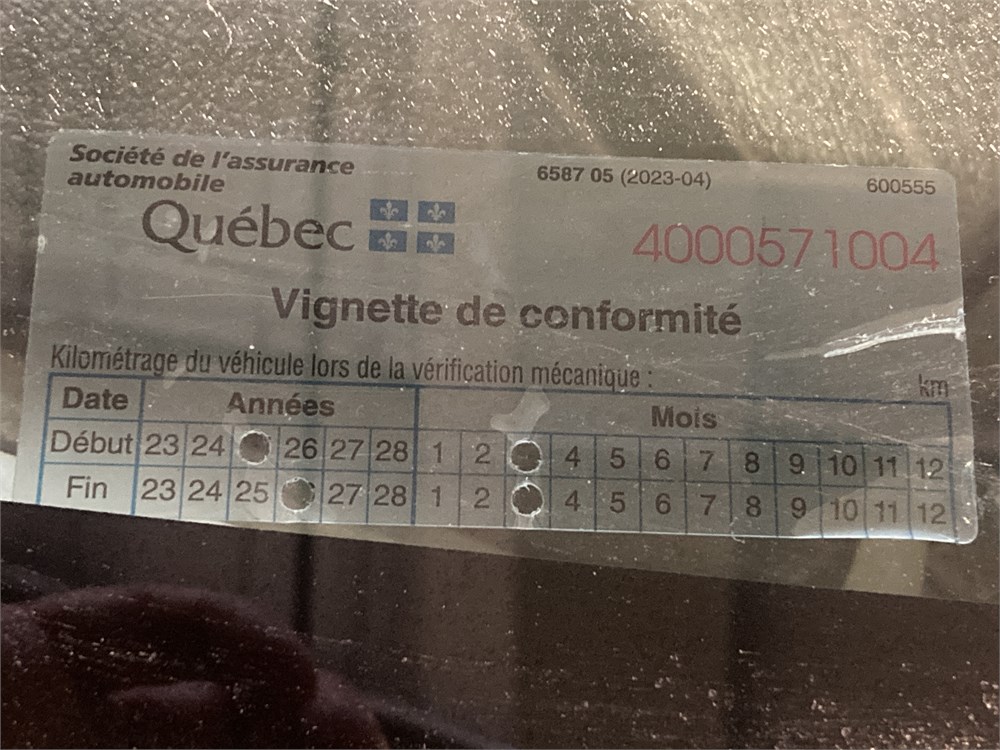 Société de l'assurance
automobile
Québec
6587 05 (2023-04)
600555
4000571004
Vignette de conformité
Kilométrage du véhicule lors de la vérification mécanique :
km
Date Années Mois
Début 23 24 26 27 28 1 2 4 5 6 7 8 9 10 11 12
Fin 23 24 25 27 28 1 2 4 5 6 7 8 9 10 11 12